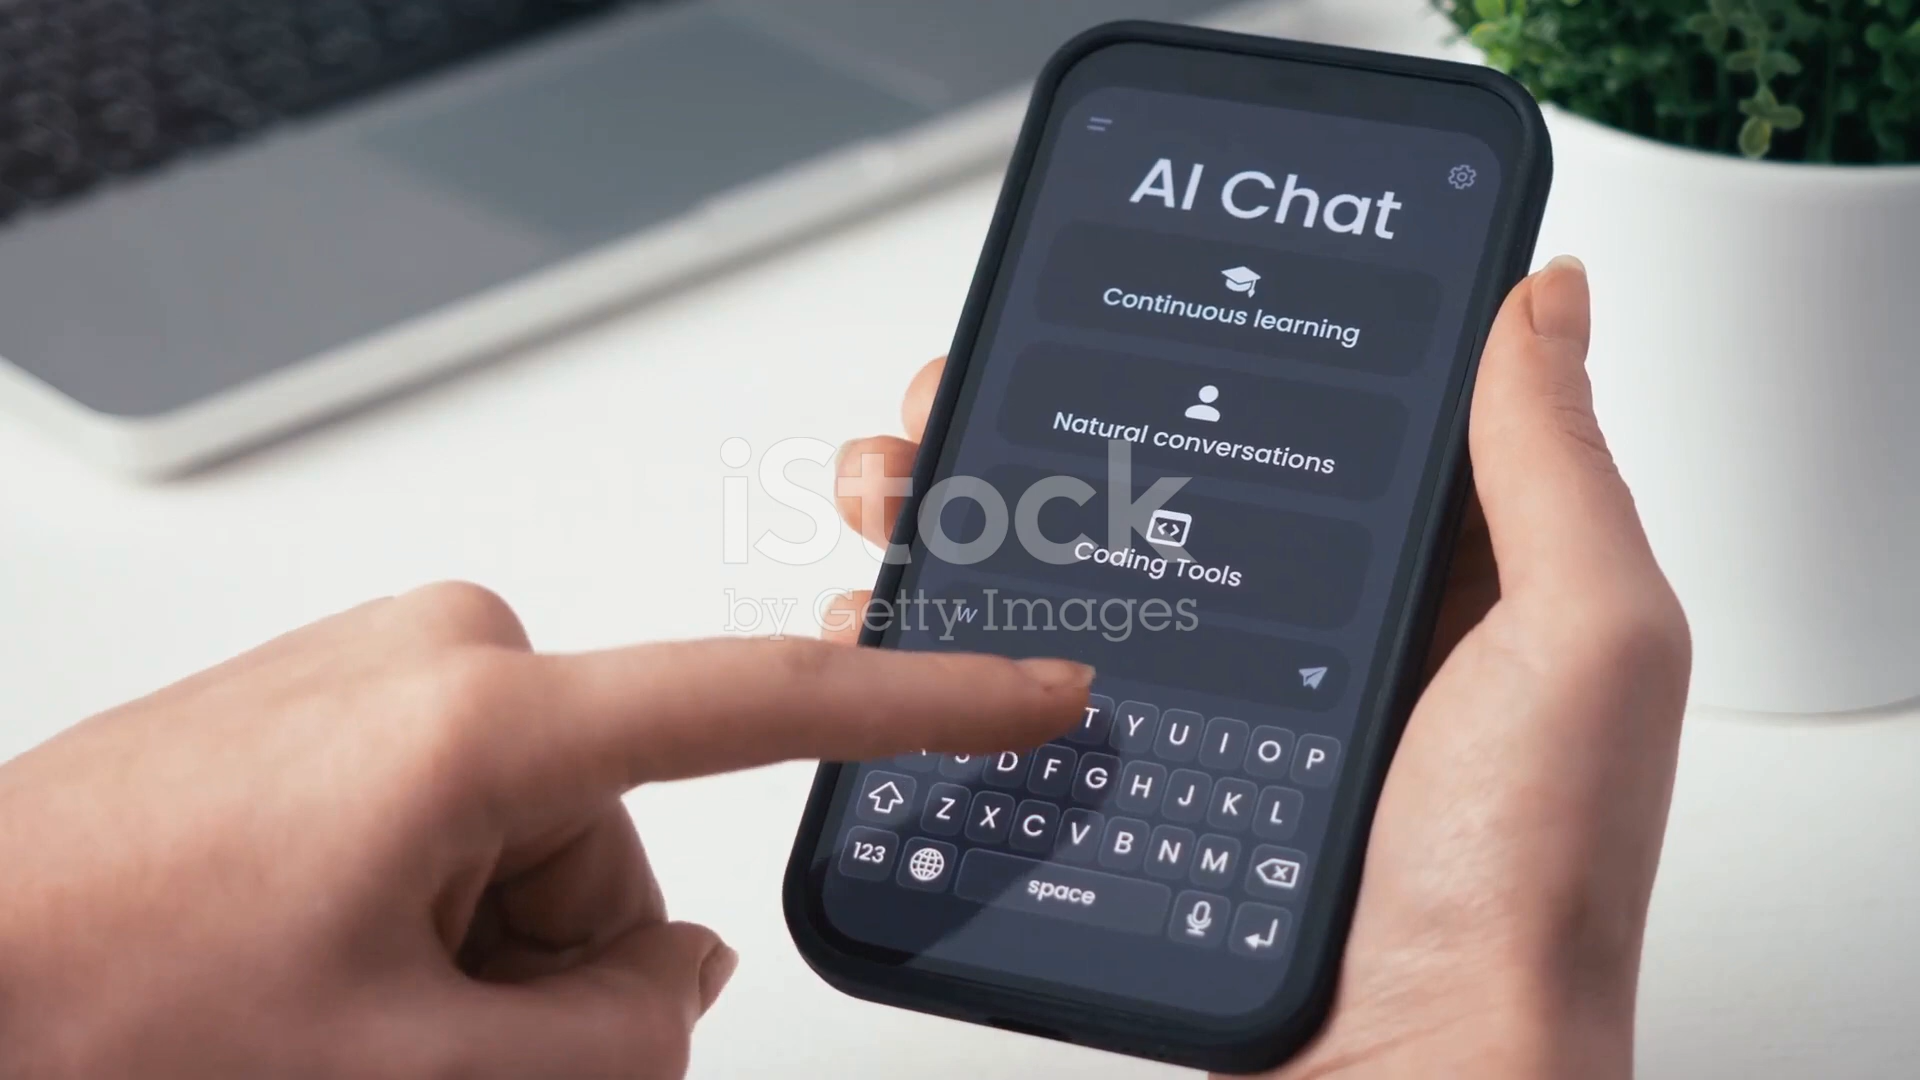 AI Chat
Continuous learning
Natural conversations
iStock
Coding Tools
by Getty Images
W
T Y U I O P
D F G H J K L
Z X C V B N M
123 space